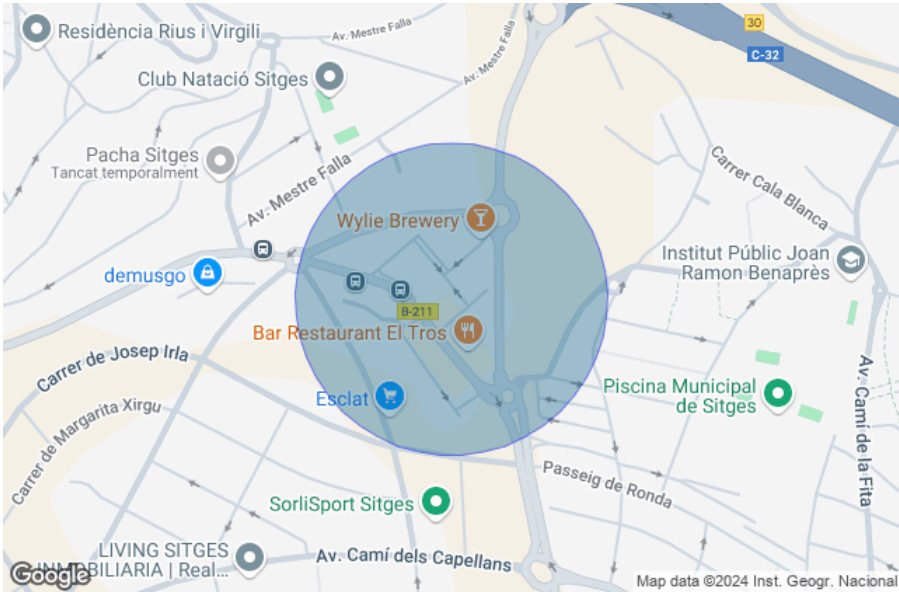 Residència Rius i Virgili
Av. Mestre Falla
Av. Mestre Falla
30
C-32
Club Natació Sitges
Pacha Sitges
Tancat temporalment
Av. Mestre Falla
Carrer Cala Blanca
Wylie Brewery
Institut Públic Joan
Ramon Benaprès
demusgo
B-211
Bar Restaurant El Tros
Carrer de Josep Irla
Esclat
Piscina Municipal
de Sitges
Av. Camí de la Fita
Carrer de Margarita Xirgu
Passeig de Ronda
SorliSport Sitges
LIVING SITGES
INMOBILIARIA | Real...
Av. Camí dels Capellans
Google
Map data ©2024 Inst. Geogr. Nacional